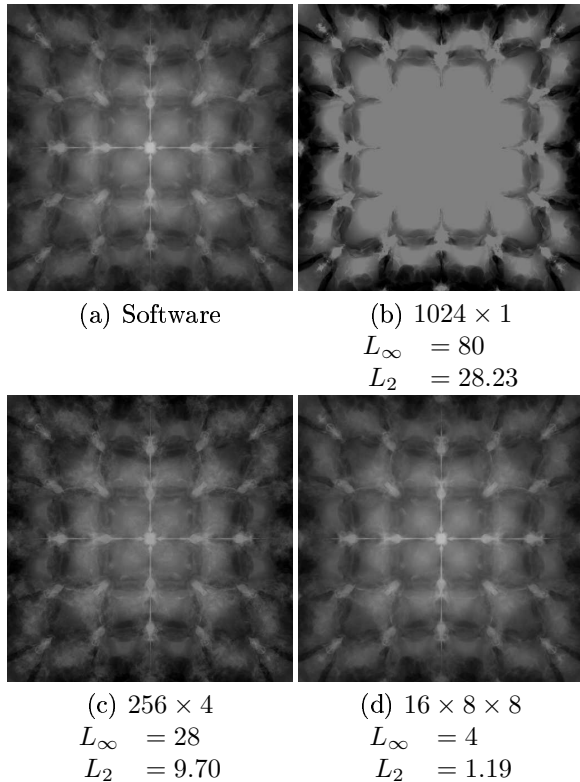 (a) Software
(b) 1024 × 1
L∞ = 80
L2 = 28.23
(c) 256 × 4
L∞ = 28
L2 = 9.70
(d) 16 × 8 × 8
L∞ = 4
L2 = 1.19